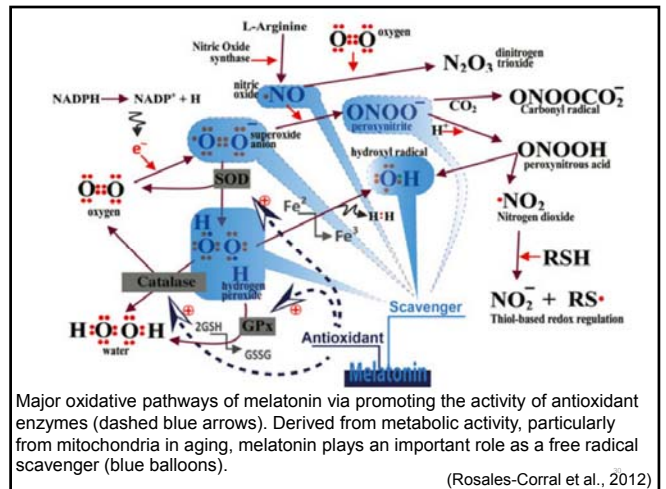 L-Arginine
Nitric Oxide
synthase
O::O oxygen
N2O3 dinitrogen
trioxide
nitric
oxide •NO
NADPH → NADP+ + H
ONOO−
peroxynitrite
CO2
ONOOCO2−
Carbonyl radical
H+
e−
O::O−
superoxide
anion
hydroxyl radical
OH
ONOOH
peroxynitrous acid
O::O
oxygen
SOD
•NO2
Nitrogen dioxide
Fe2
Fe3
H:H
H
O:O
H
hydrogen
peroxide
RSH
Catalase
Scavenger
NO2− + RS•
Thiol-based redox regulation
H:O:O:H
water
2GSH
GSSG
GPx
Antioxidant
Melatonin
Major oxidative pathways of melatonin via promoting the activity of antioxidant
enzymes (dashed blue arrows). Derived from metabolic activity, particularly
from mitochondria in aging, melatonin plays an important role as a free radical
scavenger (blue balloons).
(Rosales-Corral et al., 2012)